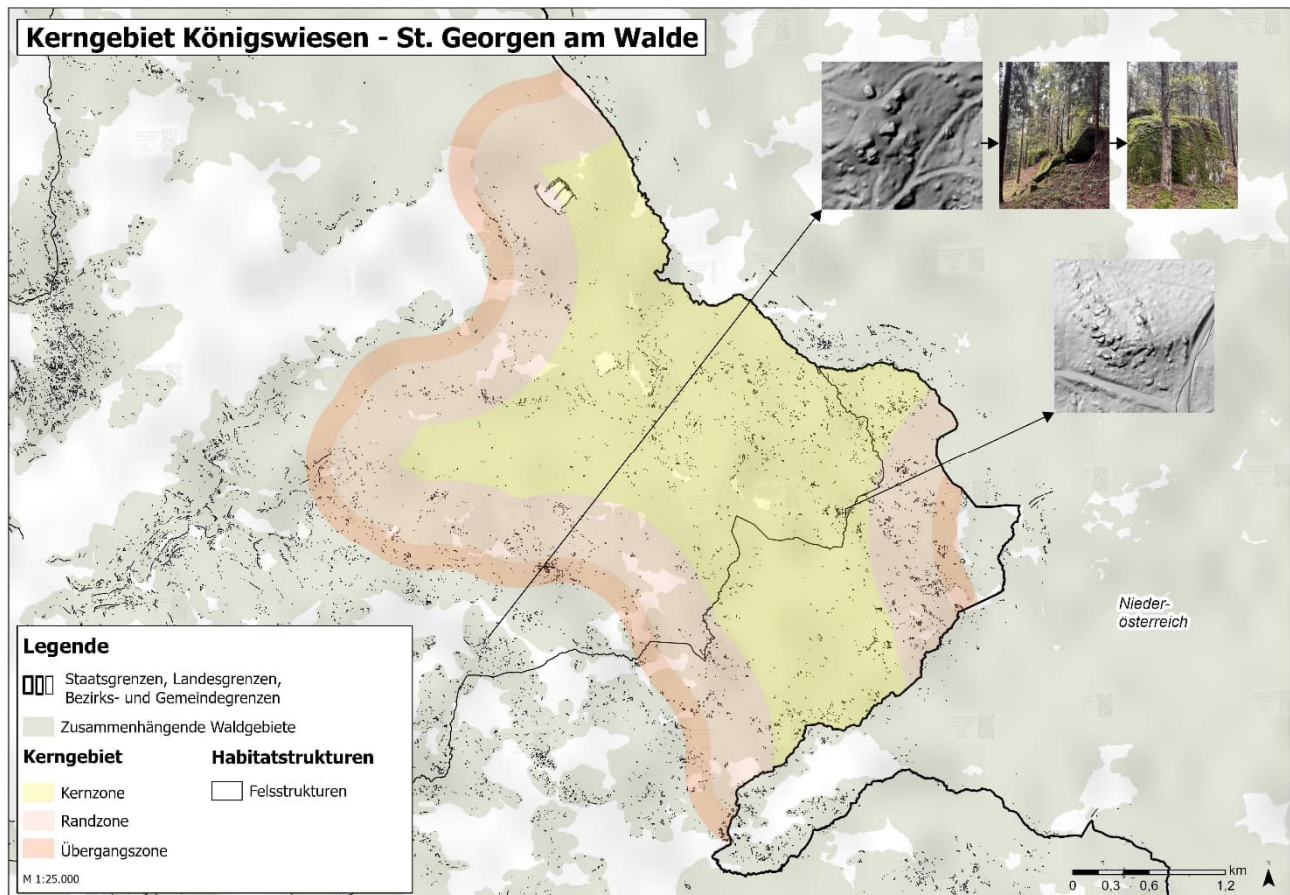 Kerngebiet Königswiesen - St. Georgen am Walde
Nieder-
österreich
Legende
Staatsgrenzen, Landesgrenzen,
Bezirks- und Gemeindegrenzen
Zusammenhängende Waldgebiete
Kerngebiet
Habitatstrukturen
Kernzone
Felsstrukturen
Randzone
Übergangszone
M 1:25.000
km
0 0,3 0,6 1,2